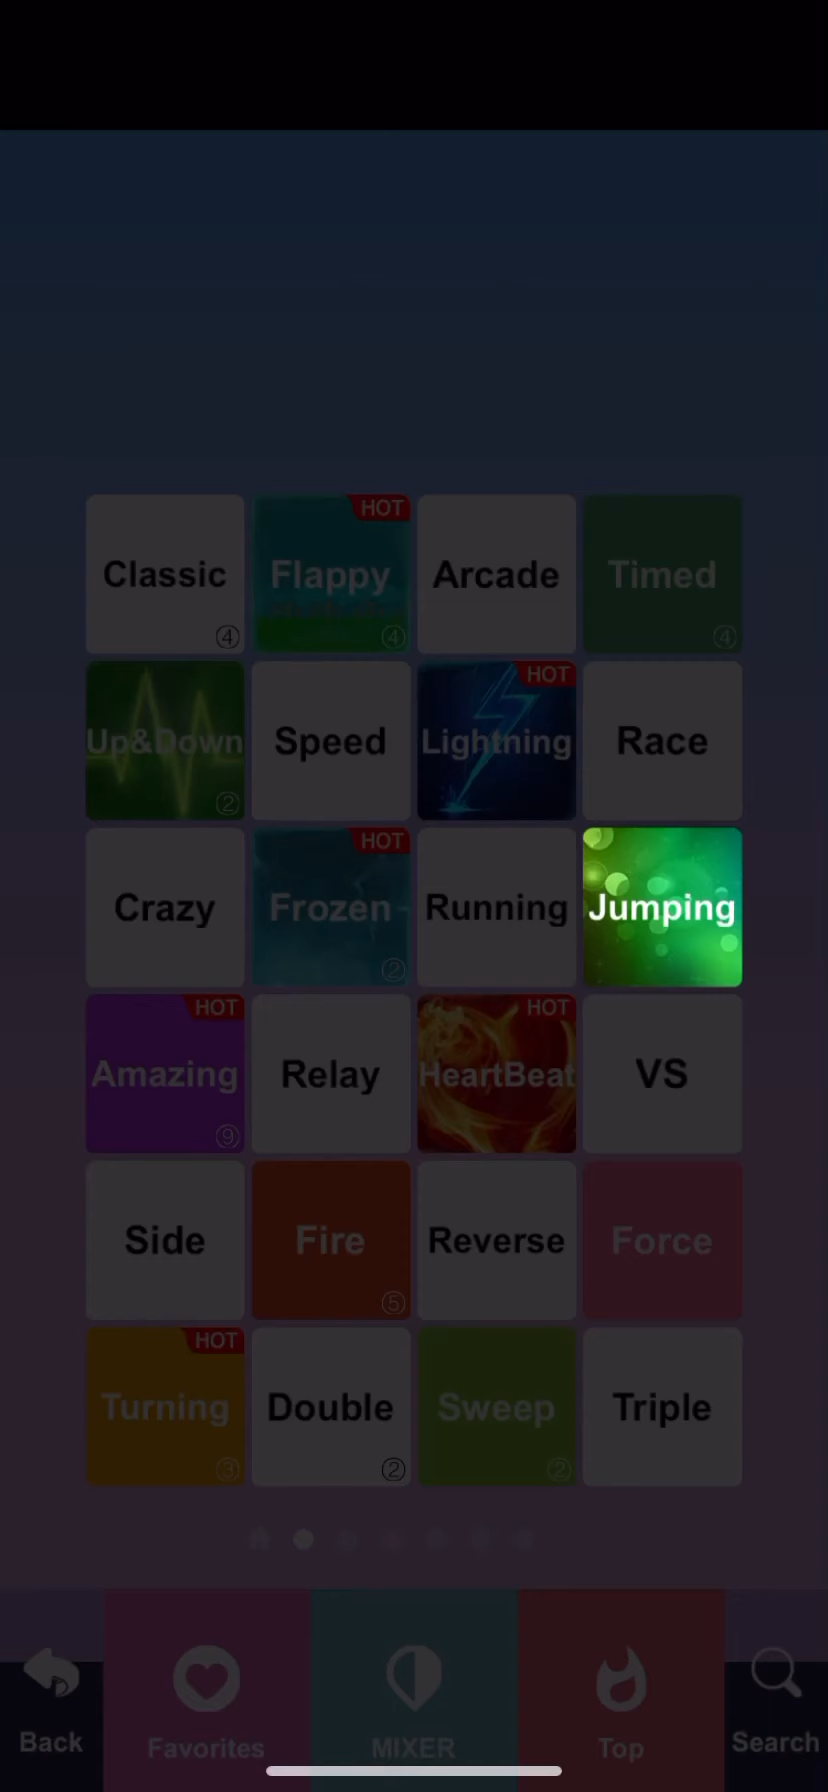 Classic
④
HOT
Flappy
④
Arcade
Timed
④
Up&Down
②
Speed
HOT
Lightning
Race
Crazy
HOT
Frozen
②
Running
Jumping
HOT
Amazing
⑨
Relay
HOT
HeartBeat
VS
Side
Fire
⑤
Reverse
Force
HOT
Turning
③
Double
②
Sweep
②
Triple
Back
Favorites
MIXER
Top
Search